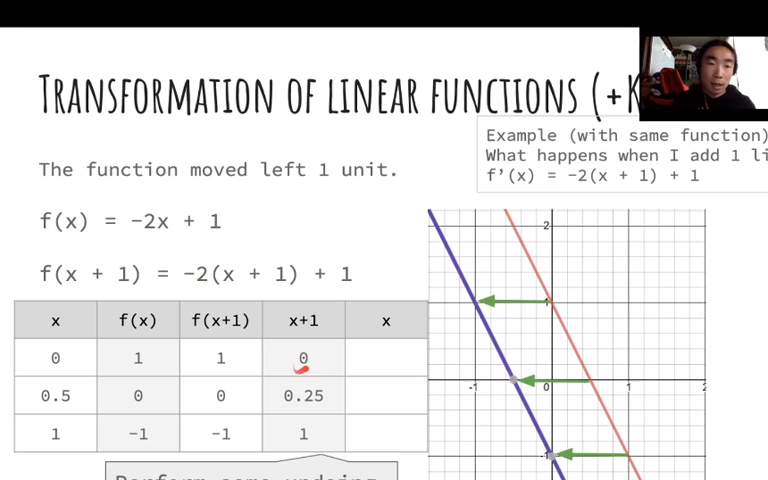 Transformation of linear functions (+K
Example (with same function)
What happens when I add 1 li
f'(x) = -2(x + 1) + 1
The function moved left 1 unit.
f(x) = -2x + 1
f(x + 1) = -2(x + 1) + 1
x f(x) f(x+1) x+1 x
0 1 1 0
0.5 0 0 0.25
1 -1 -1 1
2
1
-1 0 1 2
-1